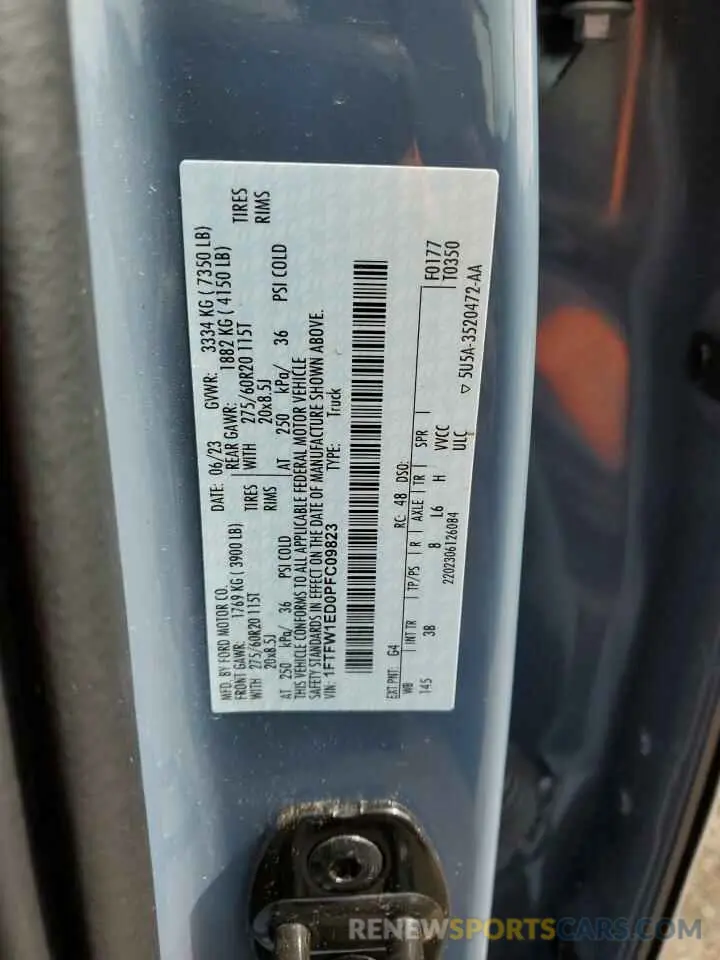 MFD. BY FORD MOTOR CO.
DATE: 06/23 GVWR: 3334 KG ( 7350 LB)
FRONT GAWR: 1769 KG ( 3900 LB) REAR GAWR: 1882 KG ( 4150 LB)
WITH 275/60R20 115T TIRES WITH 275/60R20 115T TIRES
20x8.5J RIMS 20x8.5J RIMS
AT 250 kPa/ 36 PSI COLD AT 250 kPa/ 36 PSI COLD
THIS VEHICLE CONFORMS TO ALL APPLICABLE FEDERAL MOTOR VEHICLE
SAFETY STANDARDS IN EFFECT ON THE DATE OF MANUFACTURE SHOWN ABOVE.
VIN: 1FTFW1ED0PFC09823 TYPE: Truck
EXT PNT: G4 RC: 48 DSO: F0177
WB INT TR TP/PS R AXLE TR SPR T0350
145 3B 8 L6 H VVCC
2202306126084 ULC
▽ 5U5A-3520472-AA
RENEWSPORTSCARS.COM